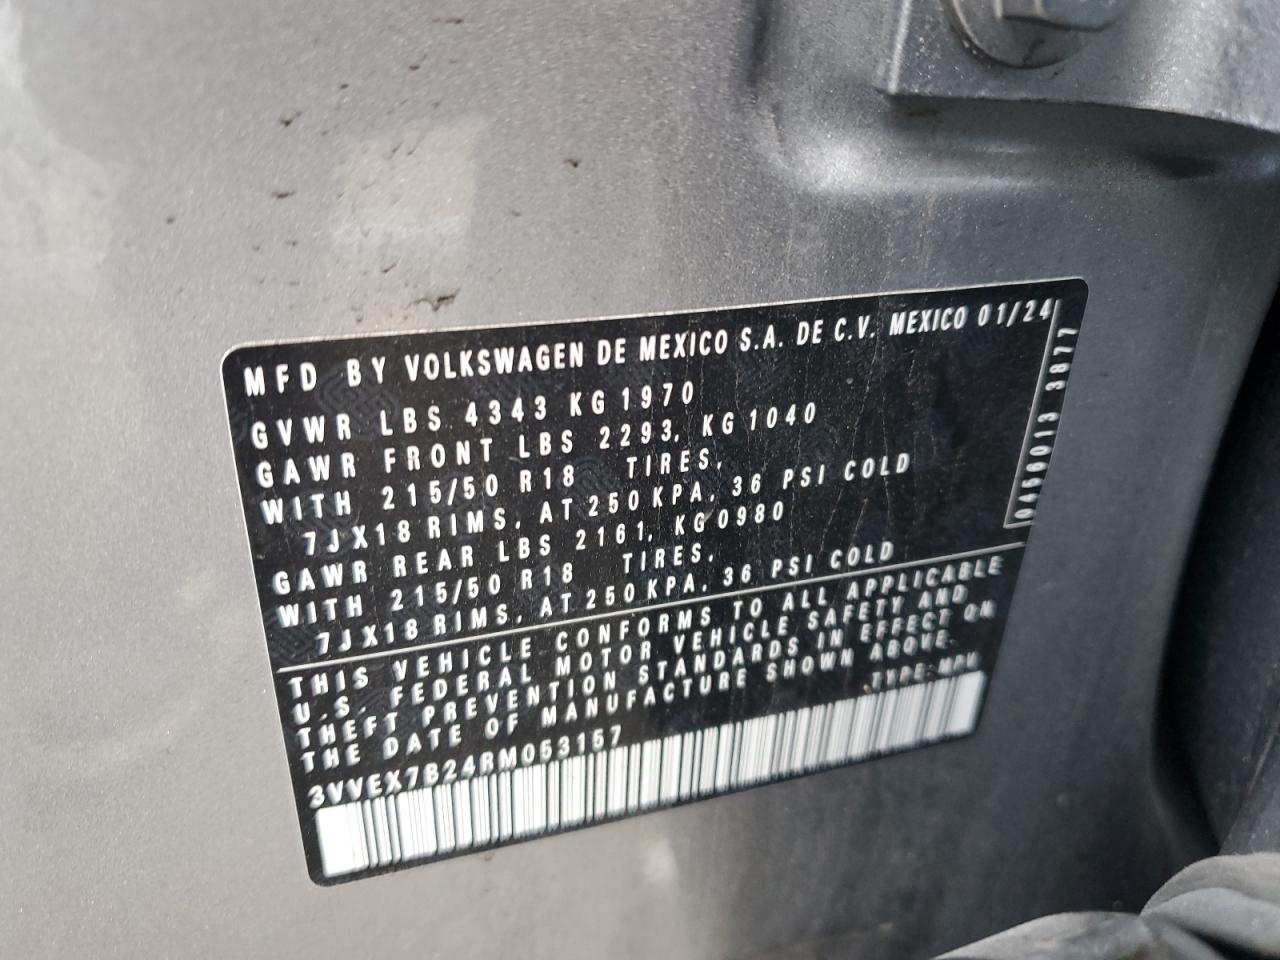 MFD BY VOLKSWAGEN DE MEXICO S.A. DE C.V. MEXICO 01/24
GVWR LBS 4343 KG 1970
GAWR FRONT LBS 2293, KG 1040
WITH 215/50 R18 TIRES,
7JX18 RIMS, AT 250 KPA, 36 PSI COLD
GAWR REAR LBS 2161, KG 0980
WITH 215/50 R18 TIRES,
7JX18 RIMS, AT 250 KPA, 36 PSI COLD
THIS VEHICLE CONFORMS TO ALL APPLICABLE
U.S. FEDERAL MOTOR VEHICLE SAFETY AND
THEFT PREVENTION STANDARDS IN EFFECT ON
THE DATE OF MANUFACTURE SHOWN ABOVE.
TYPE: MPV
3VVEX7B24RM053157
0456013 3877